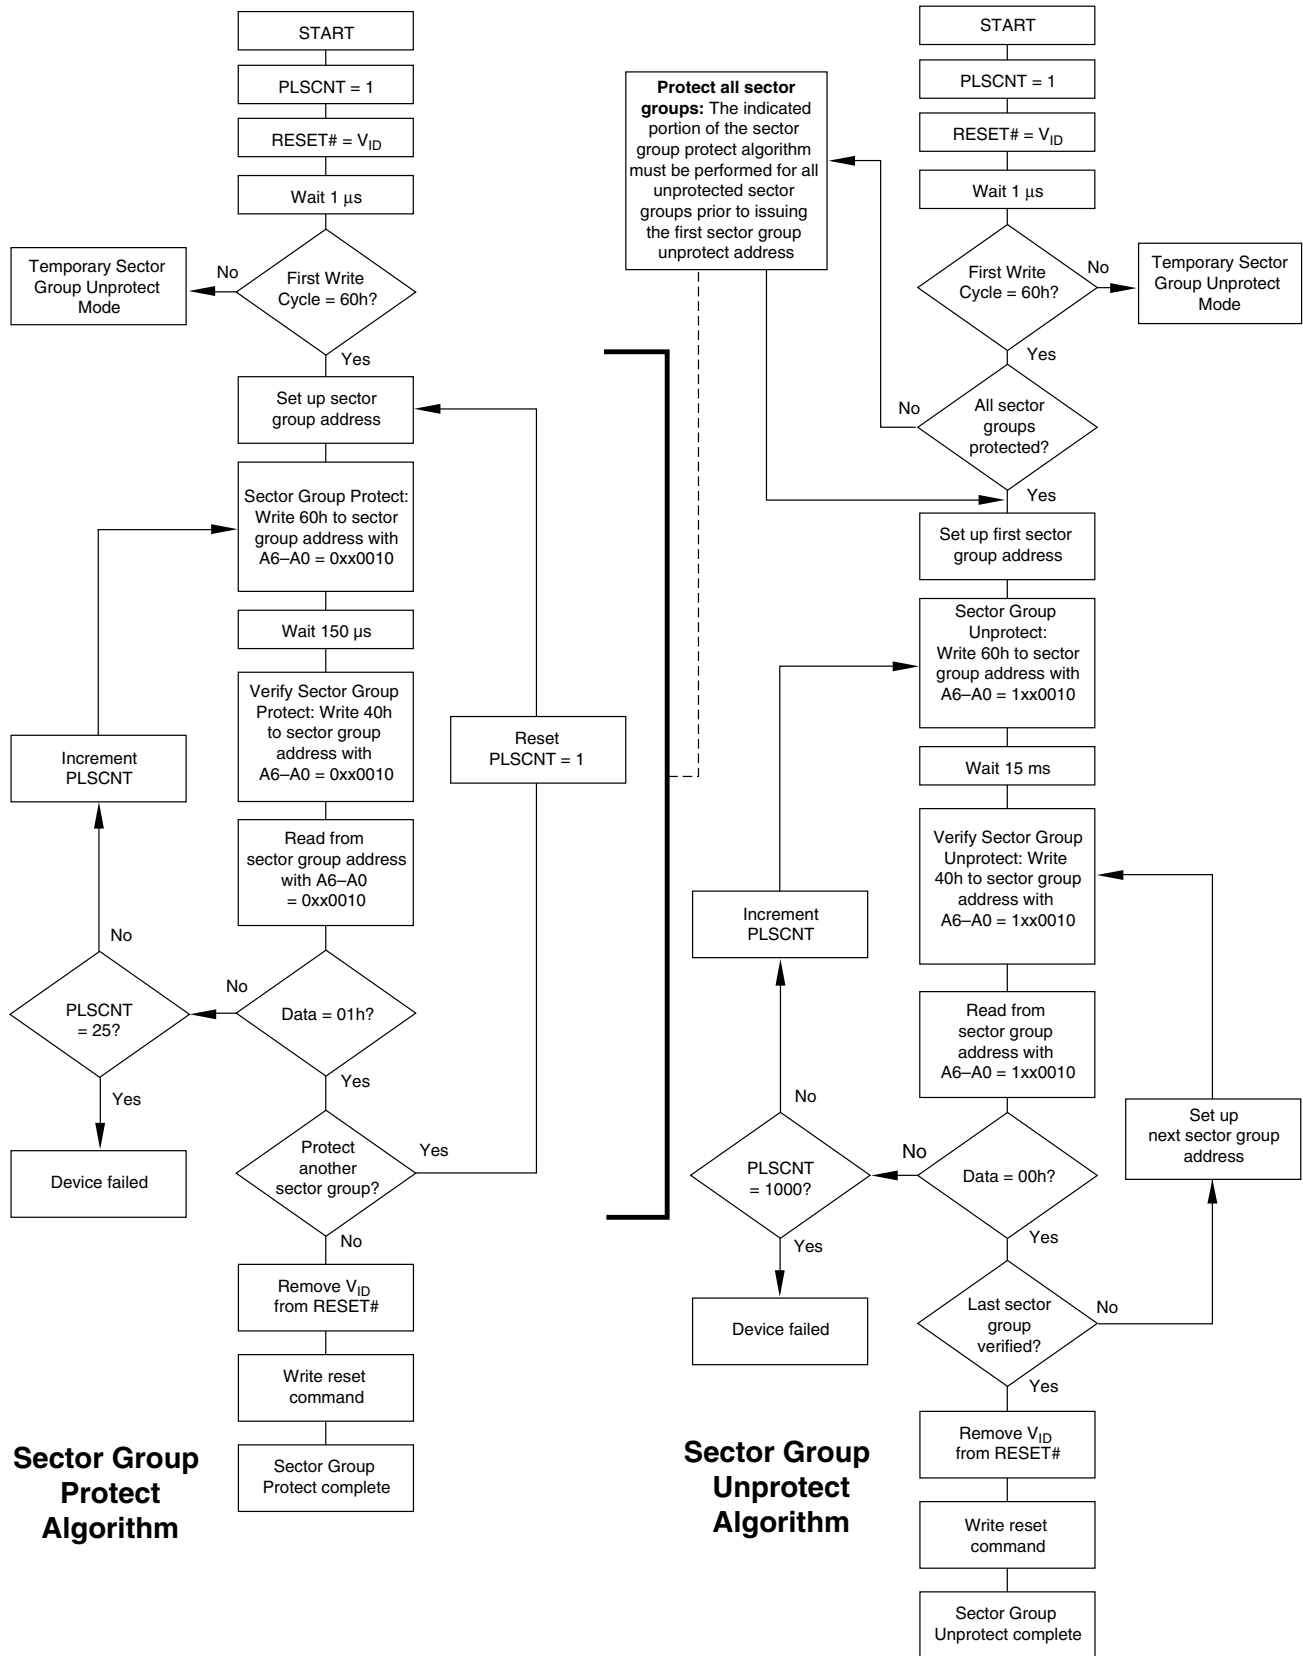 START
PLSCNT = 1
RESET# = VID
Wait 1 μs
First Write
Cycle = 60h?
No
Temporary Sector
Group Unprotect
Mode
Yes
Set up sector
group address
Sector Group Protect:
Write 60h to sector
group address with
A6–A0 = 0xx0010
Wait 150 µs
Verify Sector Group
Protect: Write 40h
to sector group
address with
A6–A0 = 0xx0010
Reset
PLSCNT = 1
Increment
PLSCNT
Read from
sector group address
with A6–A0
= 0xx0010
No
PLSCNT
= 25?
No
Data = 01h?
Yes
Yes
Device failed
Protect
another
sector group?
Yes
No
Remove VID
from RESET#
Write reset
command
Sector Group
Protect complete
Sector Group
Protect
Algorithm
Protect all sector
groups: The indicated
portion of the sector
group protect algorithm
must be performed for all
unprotected sector
groups prior to issuing
the first sector group
unprotect address
START
PLSCNT = 1
RESET# = VID
Wait 1 μs
First Write
Cycle = 60h?
No
Temporary Sector
Group Unprotect
Mode
Yes
No
All sector
groups
protected?
Yes
Set up first sector
group address
Sector Group
Unprotect:
Write 60h to sector
group address with
A6–A0 = 1xx0010
Wait 15 ms
Verify Sector Group
Unprotect: Write
40h to sector group
address with
A6–A0 = 1xx0010
Increment
PLSCNT
Read from
sector group
address with
A6–A0 = 1xx0010
No
PLSCNT
= 1000?
No
Data = 00h?
Set up
next sector group
address
Yes
Yes
Device failed
Last sector
group
verified?
No
Yes
Remove VID
from RESET#
Write reset
command
Sector Group
Unprotect complete
Sector Group
Unprotect
Algorithm